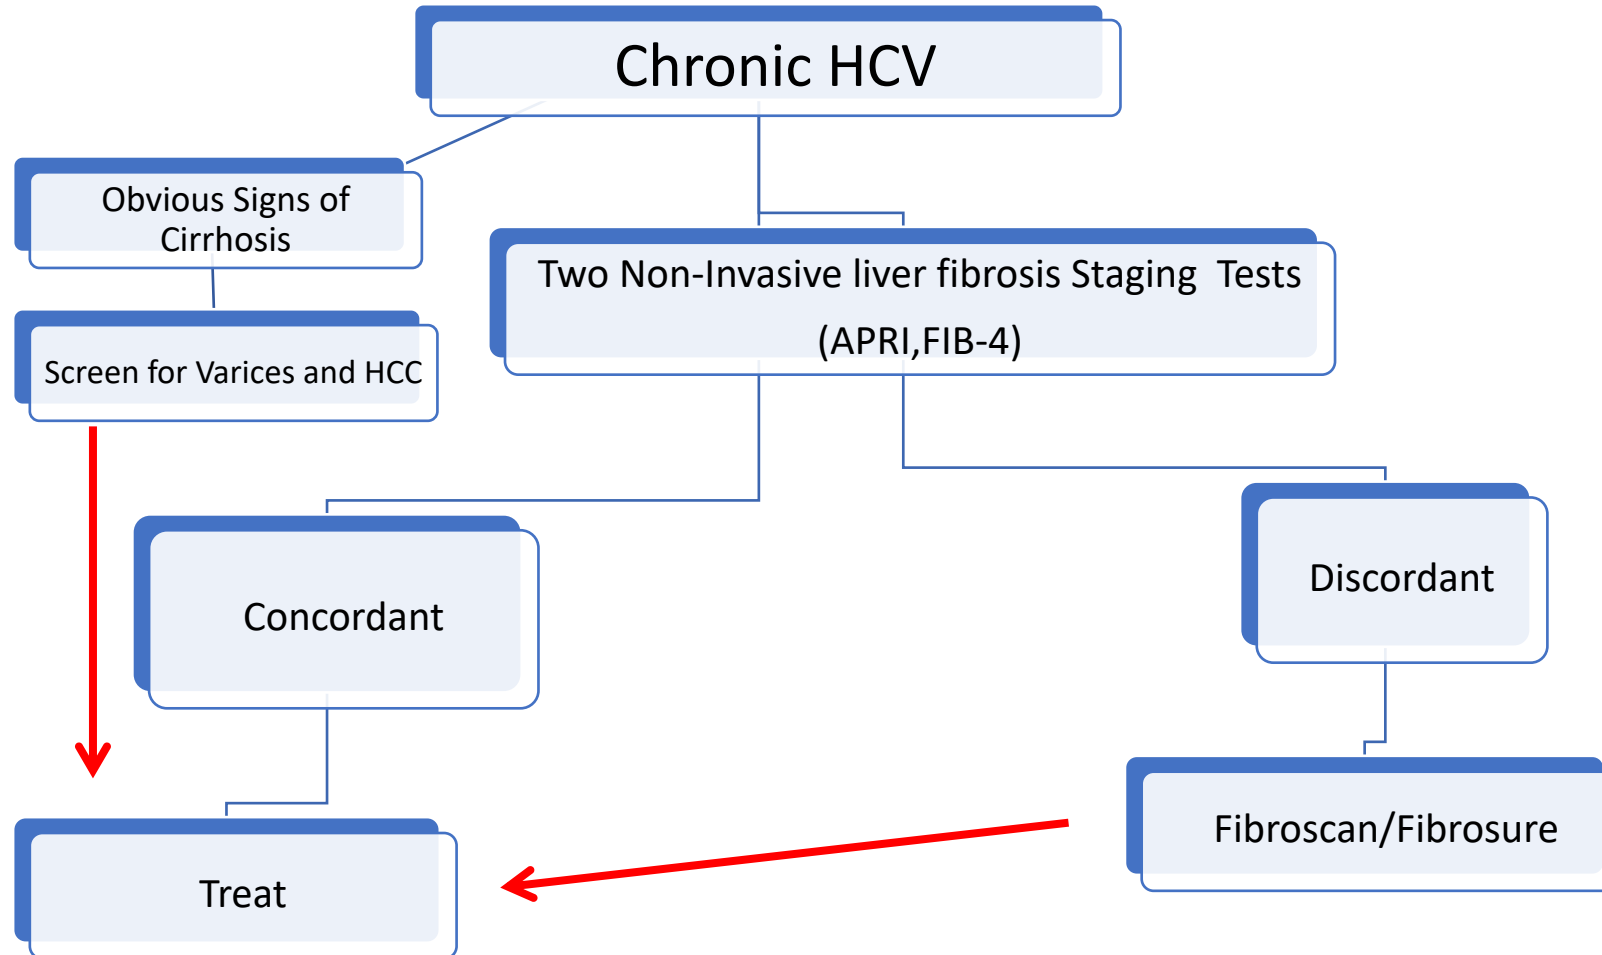 Chronic HCV
Obvious Signs of
Cirrhosis
Two Non-Invasive liver fibrosis Staging  Tests
(APRI,FIB-4)
Screen for Varices and HCC
Concordant
Discordant
Fibroscan/Fibrosure
Treat